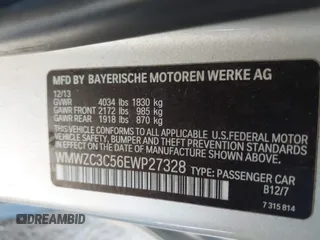 MFD BY BAYERISCHE MOTOREN WERKE AG
12/13
GVWR 4034 lbs 1830 kg
GAWR FRONT 2172 lbs 985 kg
GAWR REAR 1918 lbs 870 kg
THIS VEHICLE CONFORMS TO ALL APPLICABLE
U.S. FEDERAL MOTOR VEHICLE SAFETY, BUMPER,
AND THEFT PREVENTION STANDARDS IN EFFECT
ON THE DATE OF MANUFACTURE SHOWN ABOVE.
WMWZC3C56EWP27328 TYPE: PASSENGER CAR
B12/7
7 315 814
DREAMBID